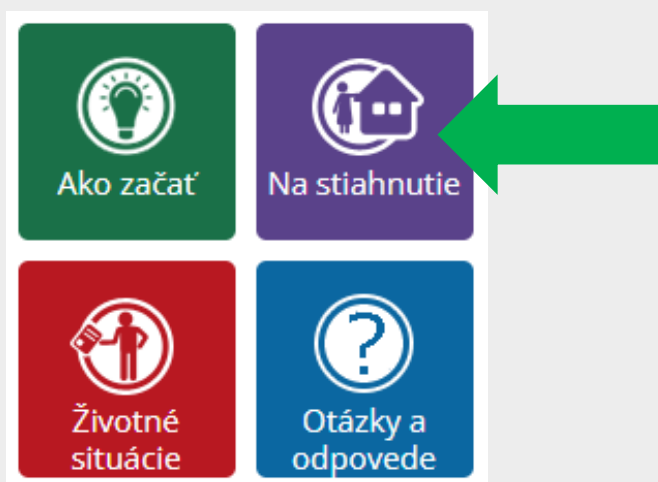 Ako začať
Na stiahnutie
Životné
situácie
Otázky a
odpovede